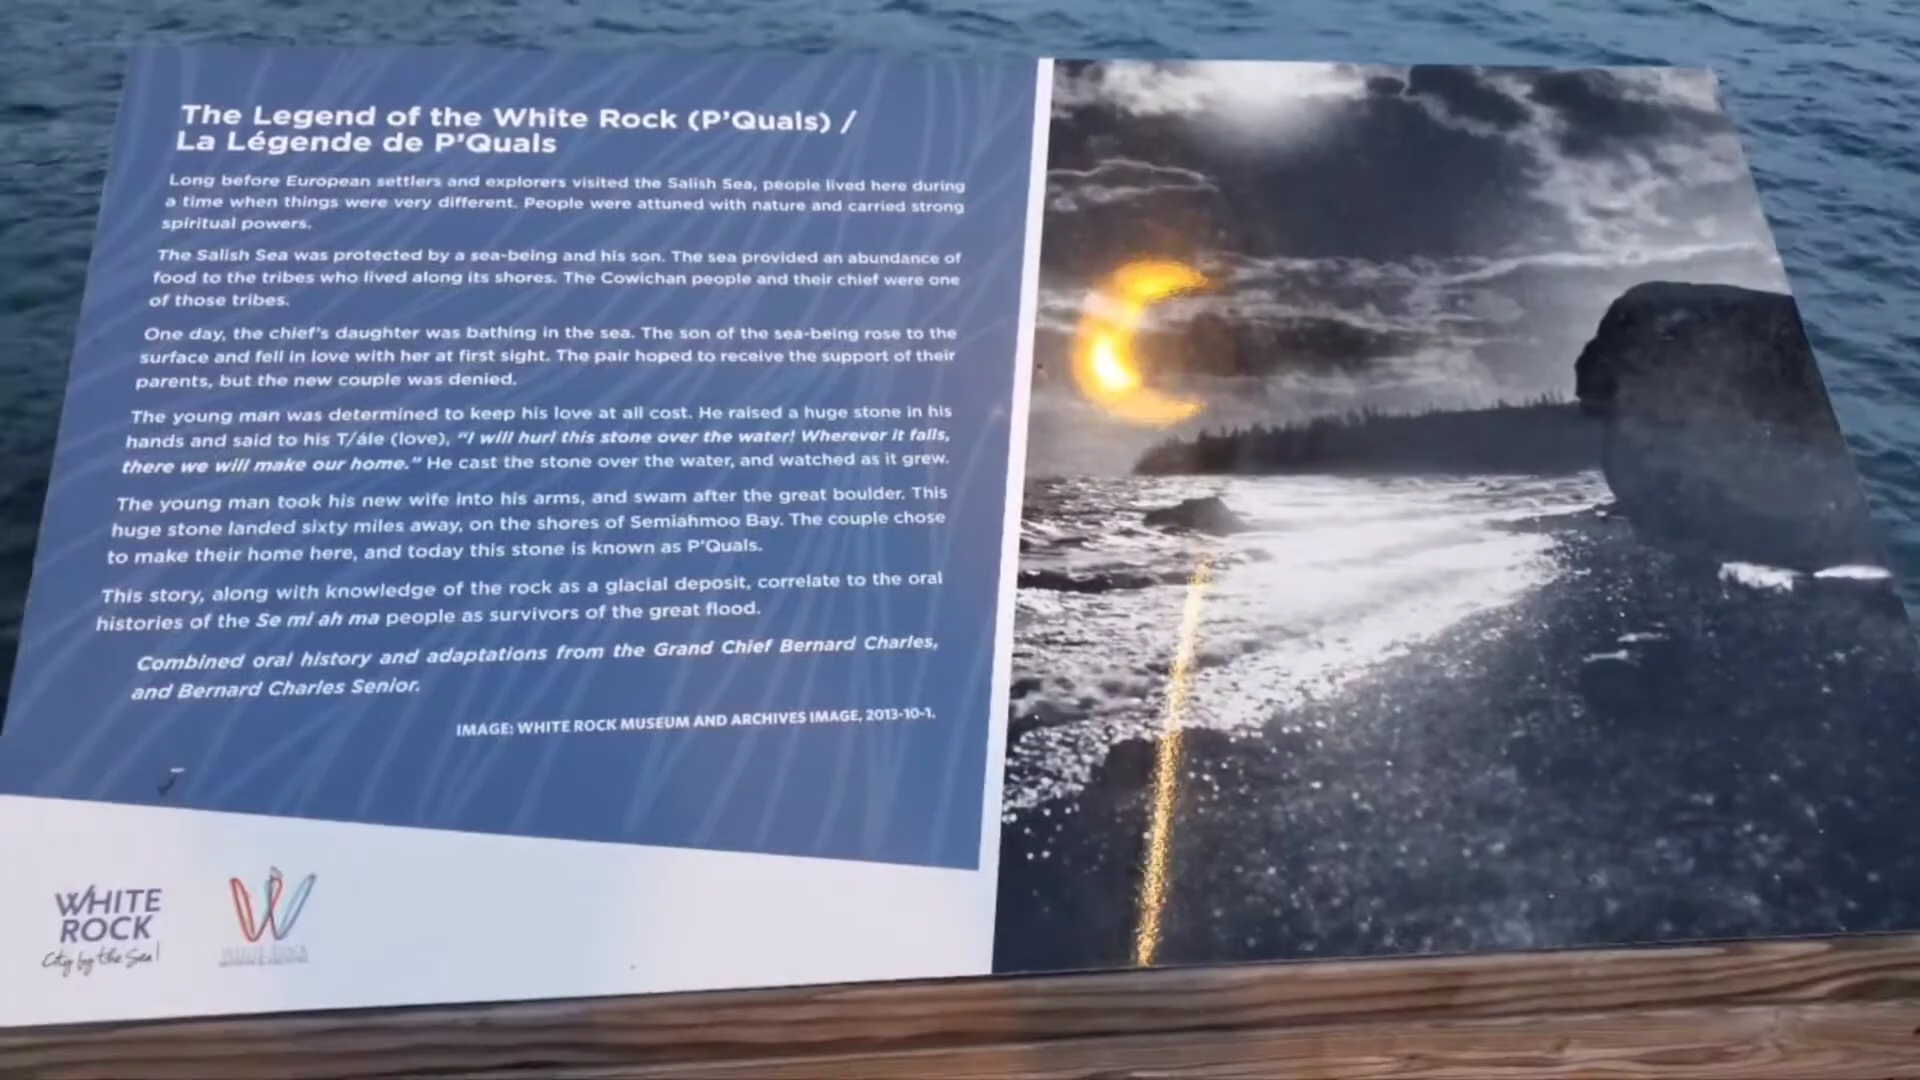 The Legend of the White Rock (P'Quals) /
La Légende de P'Quals
Long before European settlers and explorers visited the Salish Sea, people lived here during
a time when things were very different. People were attuned with nature and carried strong
spiritual powers.
The Salish Sea was protected by a sea-being and his son. The sea provided an abundance of
food to the tribes who lived along its shores. The Cowichan people and their chief were one
of those tribes.
One day, the chief's daughter was bathing in the sea. The son of the sea-being rose to the
surface and fell in love with her at first sight. The pair hoped to receive the support of their
parents, but the new couple was denied.
The young man was determined to keep his love at all cost. He raised a huge stone in his
hands and said to his T/ále (love), "I will hurl this stone over the water! Wherever it falls,
there we will make our home." He cast the stone over the water, and watched as it grew.
The young man took his new wife into his arms, and swam after the great boulder. This
huge stone landed sixty miles away, on the shores of Semiahmoo Bay. The couple chose
to make their home here, and today this stone is known as P'Quals.
This story, along with knowledge of the rock as a glacial deposit, correlate to the oral
histories of the Se mi ah ma people as survivors of the great flood.
Combined oral history and adaptations from the Grand Chief Bernard Charles,
and Bernard Charles Senior.
IMAGE: WHITE ROCK MUSEUM AND ARCHIVES IMAGE, 2013-10-1.
WHITE
ROCK
City by the Sea!
WHITE ROCK